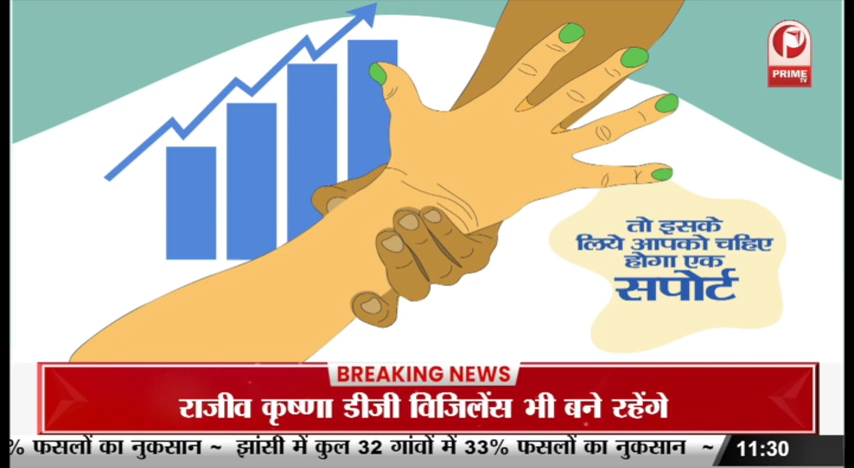 PRIME
TV
तो इसके
लिये आपको चहिए
होगा एक
सपोर्ट
BREAKING NEWS
राजीव कृष्णा डीजी विजिलेंस भी बने रहेंगे
% फसलों का नुकसान ~ झांसी में कुल 32 गांवों में 33% फसलों का नुकसान ~
11:30